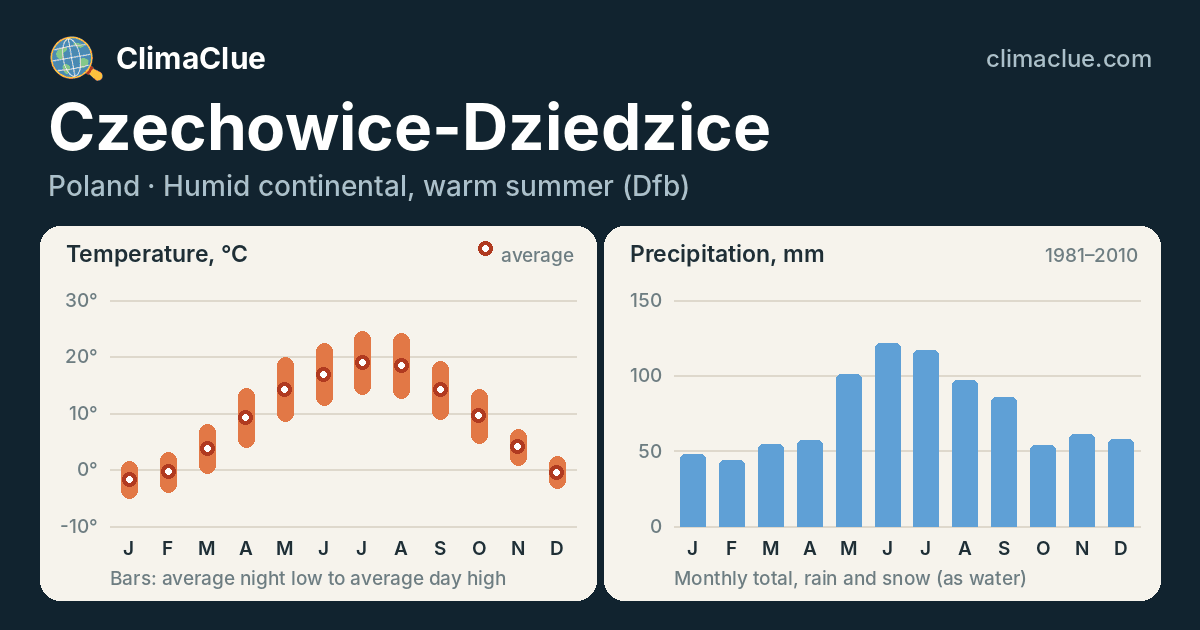 ClimaClue
climaclue.com
Czechowice-Dziedzice
Poland · Humid continental, warm summer (Dfb)
Temperature, °C
average
30°
20°
10°
0°
-10°
J F M A M J J A S O N D
Bars: average night low to average day high
Precipitation, mm
1981–2010
150
100
50
0
J F M A M J J A S O N D
Monthly total, rain and snow (as water)